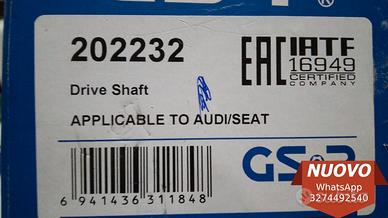 202232
EAC
IATF
16949
CERTIFIED
COMPANY
Drive Shaft
APPLICABLE TO AUDI/SEAT
6 941436 311848
GSP
NUOVO
WhatsApp
3274492540